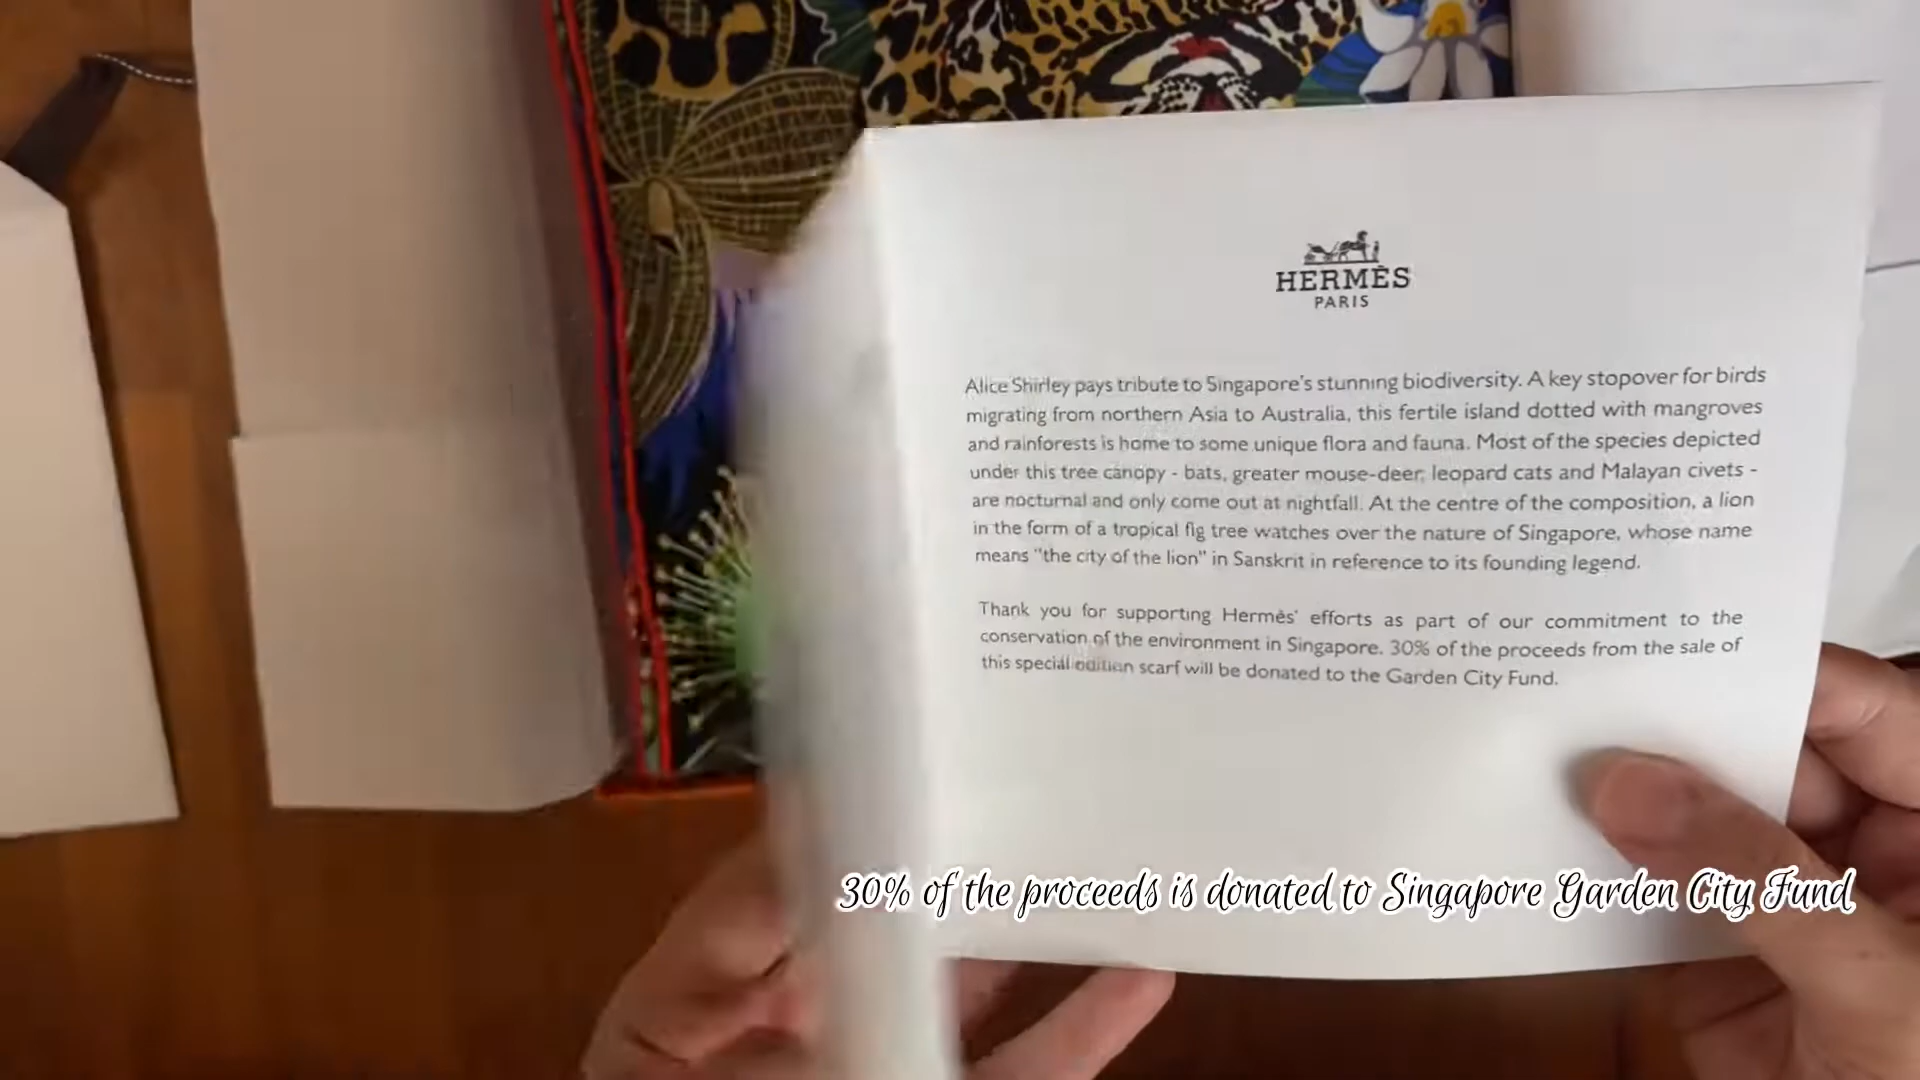 HERMÈS
PARIS
Alice Shirley pays tribute to Singapore's stunning biodiversity. A key stopover for birds
migrating from northern Asia to Australia, this fertile island dotted with mangroves
and rainforests is home to some unique flora and fauna. Most of the species depicted
under this tree canopy - bats, greater mouse-deer, leopard cats and Malayan civets -
are nocturnal and only come out at nightfall. At the centre of the composition, a lion
in the form of a tropical fig tree watches over the nature of Singapore, whose name
means "the city of the lion" in Sanskrit in reference to its founding legend.
Thank you for supporting Hermès' efforts as part of our commitment to the
conservation of the environment in Singapore. 30% of the proceeds from the sale of
this special edition scarf will be donated to the Garden City Fund.
30% of the proceeds is donated to Singapore Garden City Fund